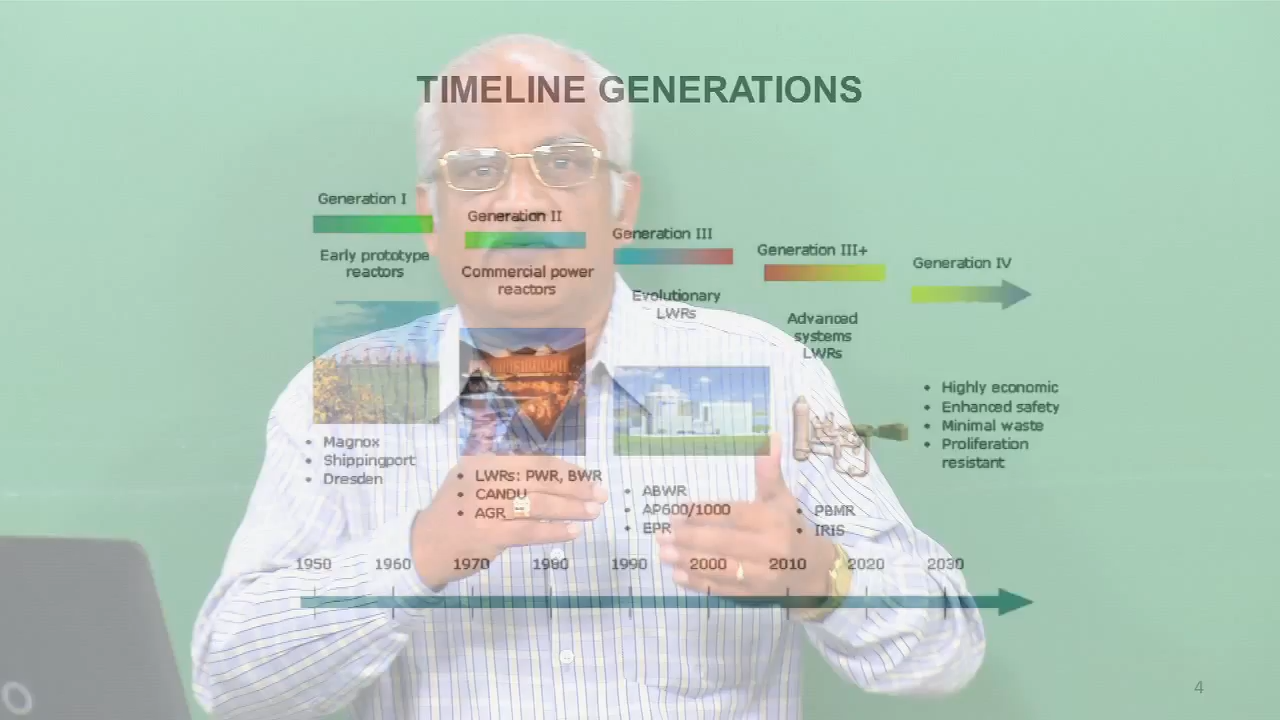 TIMELINE GENERATIONS
Generation I
Early prototype
reactors
• Magnox
• Shippingport
• Dresden
Generation II
Commercial power
reactors
• LWRs: PWR, BWR
• CANDU
• AGR
Generation III
Evolutionary
LWRs
• ABWR
• AP600/1000
• EPR
Generation III+
Advanced
systems
LWRs
• PBMR
• IRIS
Generation IV
• Highly economic
• Enhanced safety
• Minimal waste
• Proliferation
resistant
1950 1960 1970 1980 1990 2000 2010 2020 2030
4